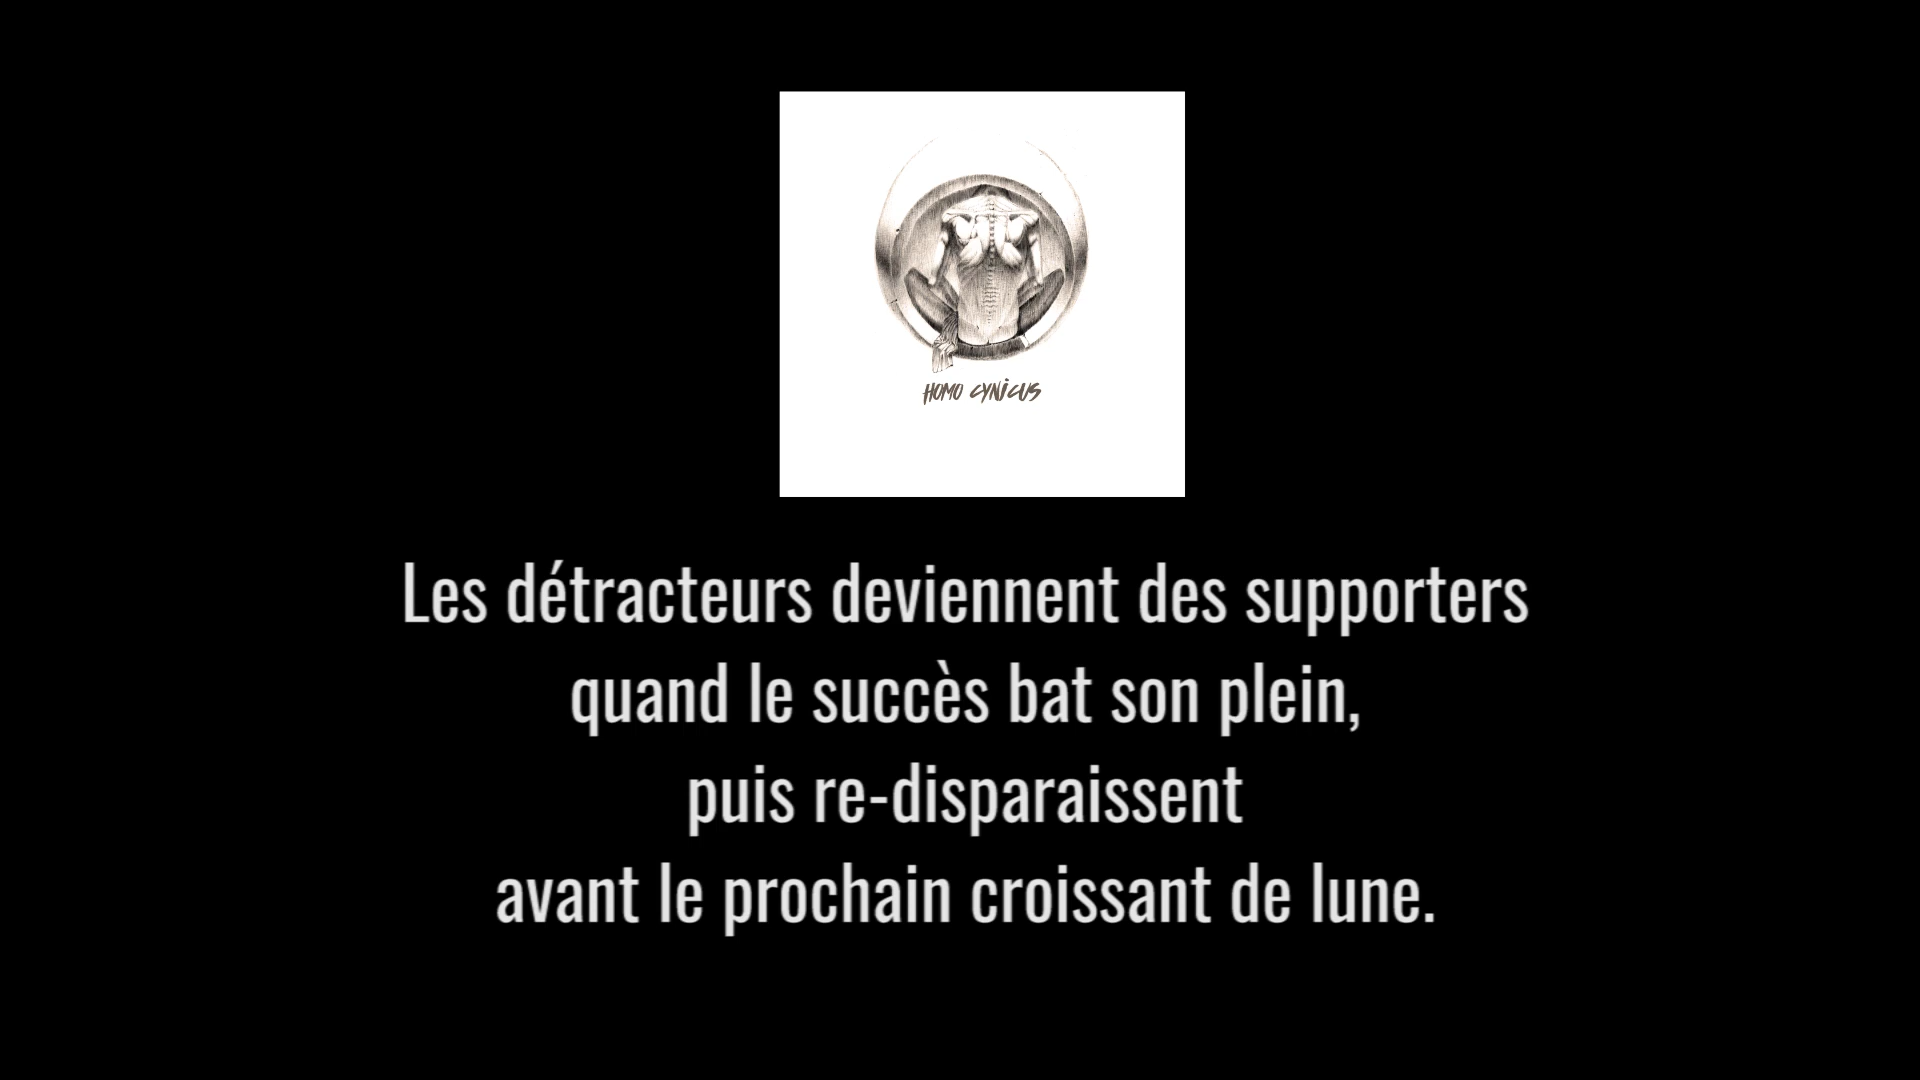 HOMO CYNiCUS
Les détracteurs deviennent des supporters
quand le succès bat son plein,
puis re-disparaissent
avant le prochain croissant de lune.